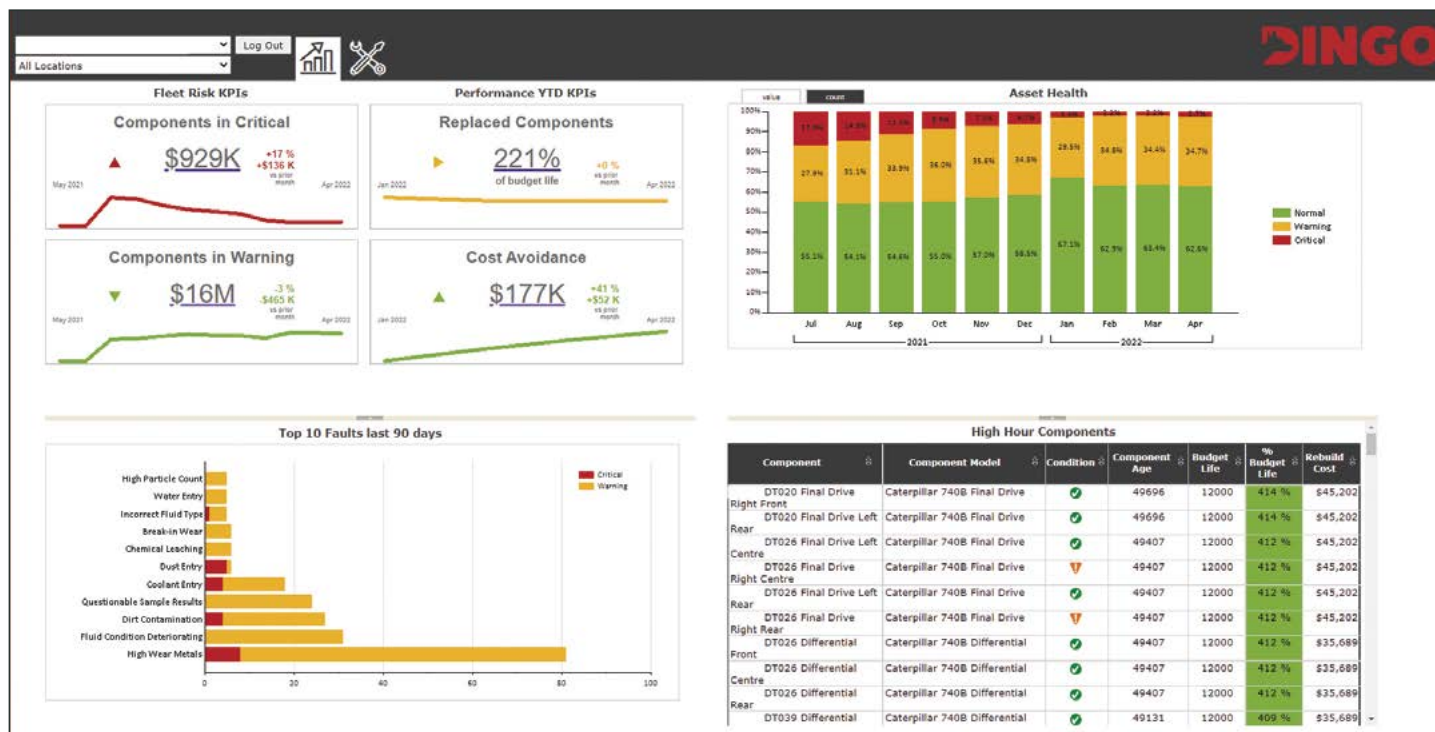 Log Out
All Locations
DINGO
Fleet Risk KPIs
Components in Critical
$929K
+17 %
+$136 K
vs prior
month
May 2021
Apr 2022
Components in Warning
$16M
-3 %
-$465 K
vs prior
month
May 2021
Apr 2022
Performance YTD KPIs
Replaced Components
221%
of budget life
+0 %
vs prior
month
Jan 2022
Apr 2022
Cost Avoidance
$177K
+41 %
+$52 K
vs prior
month
Jan 2022
Apr 2022
value
count
Asset Health
100%
90%
80%
70%
60%
50%
40%
30%
20%
10%
0%
27.9% 31.1% 33.9% 36.0% 35.6% 34.8% 34.4% 34.7%
55.1% 54.1% 54.8% 55.0% 57.0% 58.5% 67.1% 62.9% 63.4% 62.6%
Jul Aug Sep Oct Nov Dec Jan Feb Mar Apr
2021 2022
Normal
Warning
Critical
Top 10 Faults last 90 days
Critical
Warning
High Particle Count
Water Entry
Incorrect Fluid Type
Break-in Wear
Chemical Leaching
Dust Entry
Coolant Entry
Questionable Sample Results
Dirt Contamination
Fluid Condition Deteriorating
High Wear Metals
0 20 40 60 80 100
High Hour Components
Component Component Model Condition Component Age Budget Life % Budget Life Rebuild Cost
DT020 Final Drive Caterpillar 740B Final Drive 49696 12000 414 % $45,202
Right Front
DT020 Final Drive Left Caterpillar 740B Final Drive 49696 12000 414 % $45,202
Rear
DT026 Final Drive Left Caterpillar 740B Final Drive 49407 12000 412 % $45,202
Centre
DT026 Final Drive Caterpillar 740B Final Drive 49407 12000 412 % $45,202
Right Centre
DT026 Final Drive Left Caterpillar 740B Final Drive 49407 12000 412 % $45,202
Rear
DT026 Final Drive Caterpillar 740B Final Drive 49407 12000 412 % $45,202
Right Rear
DT026 Differential Caterpillar 740B Differential 49407 12000 412 % $35,689
Front
DT026 Differential Caterpillar 740B Differential 49407 12000 412 % $35,689
Centre
DT026 Differential Caterpillar 740B Differential 49407 12000 412 % $35,689
Rear
DT039 Differential Caterpillar 740B Differential 49131 12000 409 % $35,689